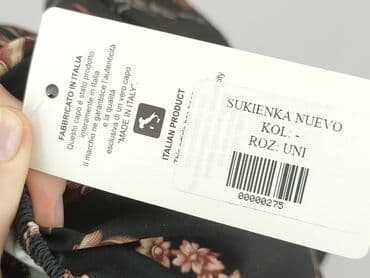 FABBRICATO IN ITALIA
Questo capo è stato prodotto
interamente in Italia.
Il marchio ne garantisce l'autenticità
e la qualità
esclusiva di un vero capo
"MADE IN ITALY".
ITALIAN PRODUCT
SUKIENKA NUEVO
KOL: -
ROZ: UNI
00000275